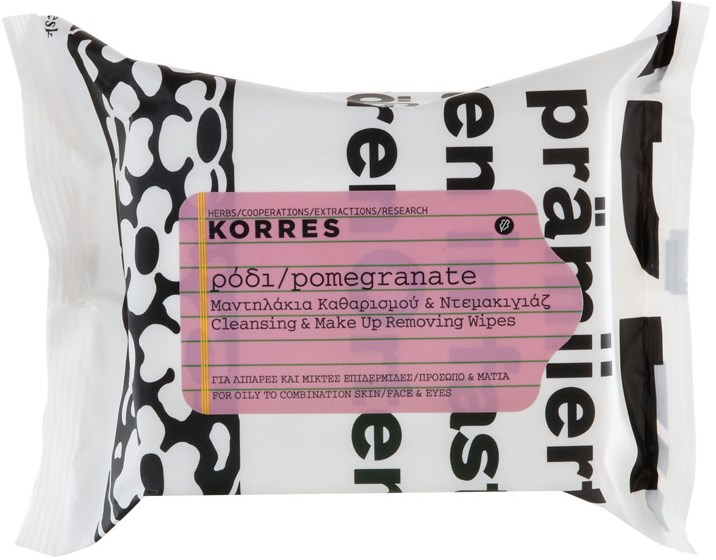 HERBS/COOPERATIONS/EXTRACTIONS/RESEARCH
KORRES
ρόδι/pomegranate
Μαντηλάκια Καθαρισμού & Ντεμακιγιάζ
Cleansing & Make Up Removing Wipes
ΓΙΑ ΛΙΠΑΡΕΣ ΚΑΙ ΜΙΚΤΕΣ ΕΠΙΔΕΡΜΙΔΕΣ/ΠΡΟΣΩΠΟ & ΜΑΤΙΑ
FOR OILY TO COMBINATION SKIN/FACE & EYES
prämiiert